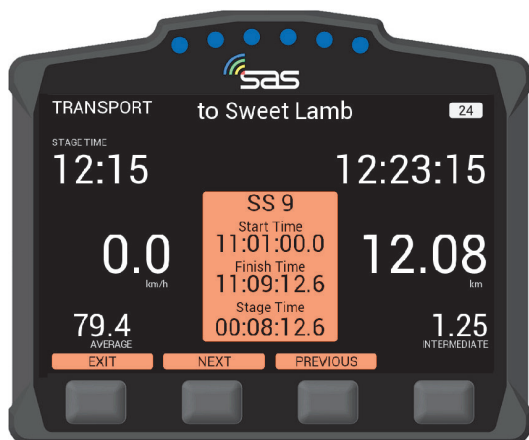 sas
TRANSPORT to Sweet Lamb 24
STAGE TIME
12:15 12:23:15
SS 9
Start Time
11:01:00.0
Finish Time
11:09:12.6
Stage Time
00:08:12.6
0.0
km/h
12.08
km
79.4
AVERAGE
1.25
INTERMEDIATE
EXIT NEXT PREVIOUS